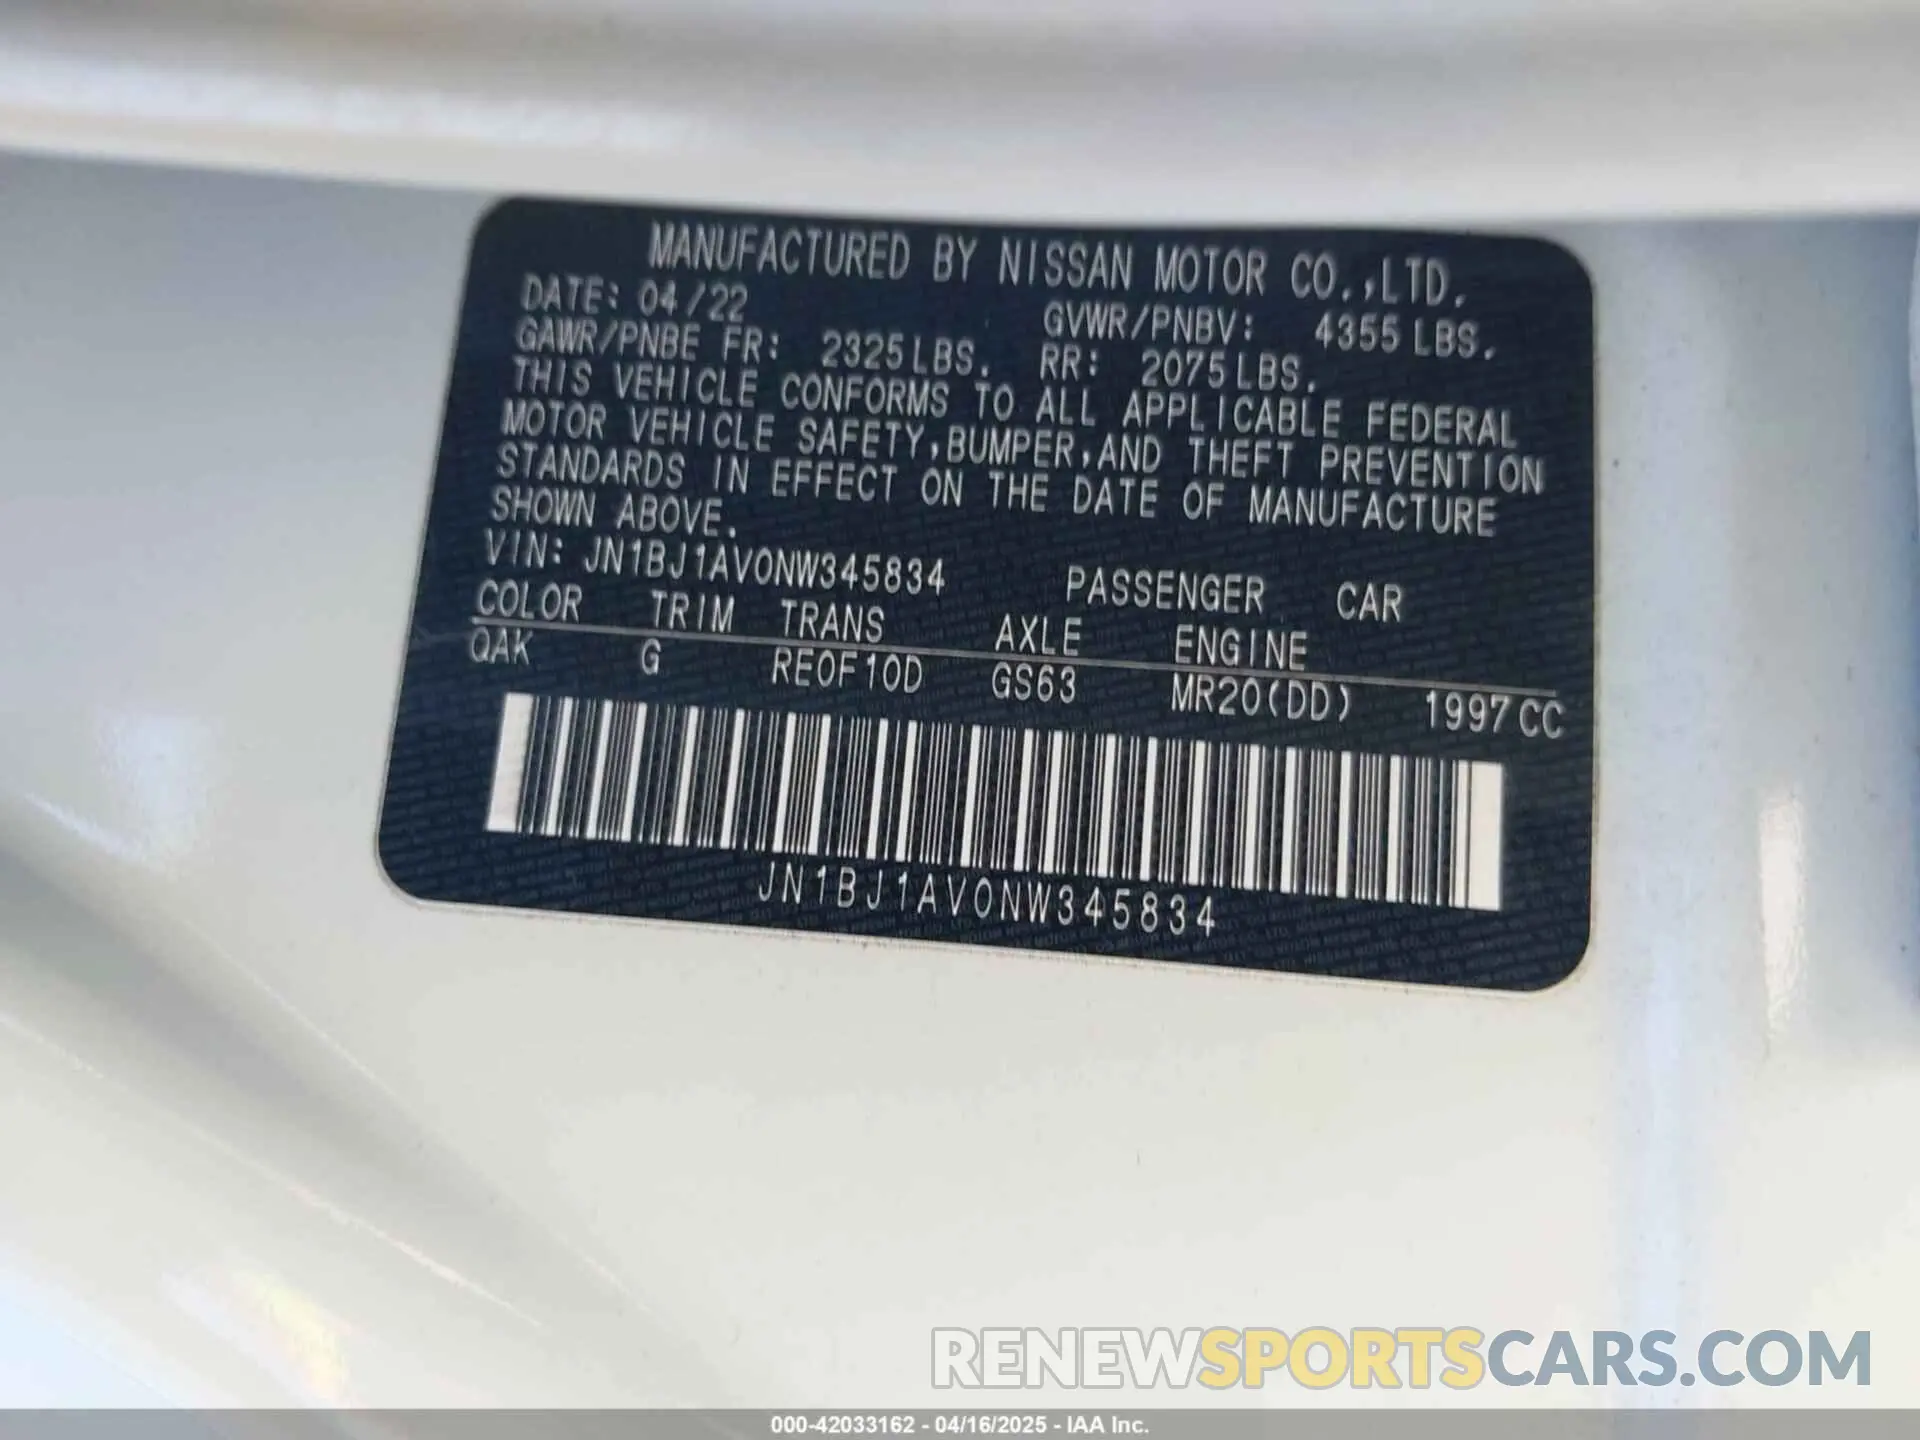 MANUFACTURED BY NISSAN MOTOR CO.,LTD.
DATE: 04/22 GVWR/PNBV: 4355 LBS.
GAWR/PNBE FR: 2325 LBS. RR: 2075 LBS.
THIS VEHICLE CONFORMS TO ALL APPLICABLE FEDERAL
MOTOR VEHICLE SAFETY,BUMPER,AND THEFT PREVENTION
STANDARDS IN EFFECT ON THE DATE OF MANUFACTURE
SHOWN ABOVE.
VIN: JN1BJ1AV0NW345834 PASSENGER CAR
COLOR TRIM TRANS AXLE ENGINE
QAK G RE0F10D GS63 MR20(DD) 1997 CC
JN1BJ1AV0NW345834
RENEWSPORTSCARS.COM
000-42033162 - 04/16/2025 - IAA Inc.